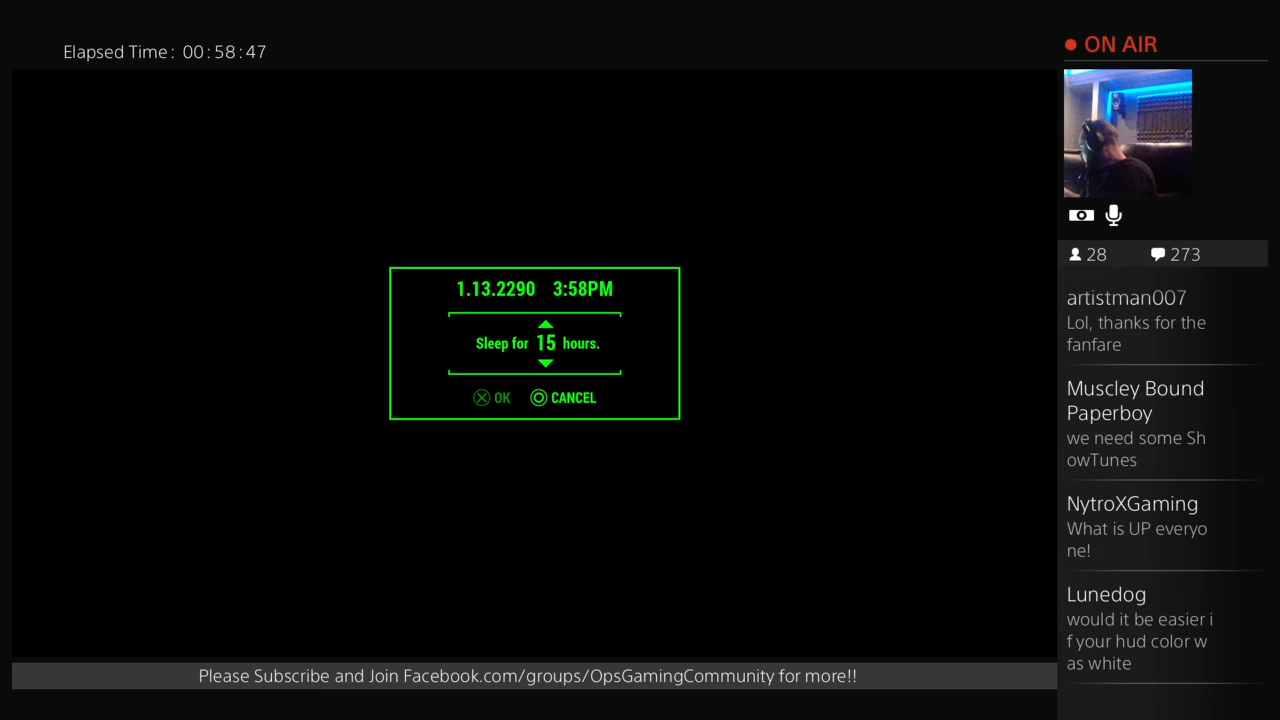 Elapsed Time: 00:58:47
ON AIR
28 273
1.13.2290 3:58PM
Sleep for 15 hours.
OK CANCEL
artistman007
Lol, thanks for the
fanfare
Muscley Bound
Paperboy
we need some Sh
owTunes
NytroXGaming
What is UP everyo
ne!
Lunedog
would it be easier i
f your hud color w
as white
Please Subscribe and Join Facebook.com/groups/OpsGamingCommunity for more!!